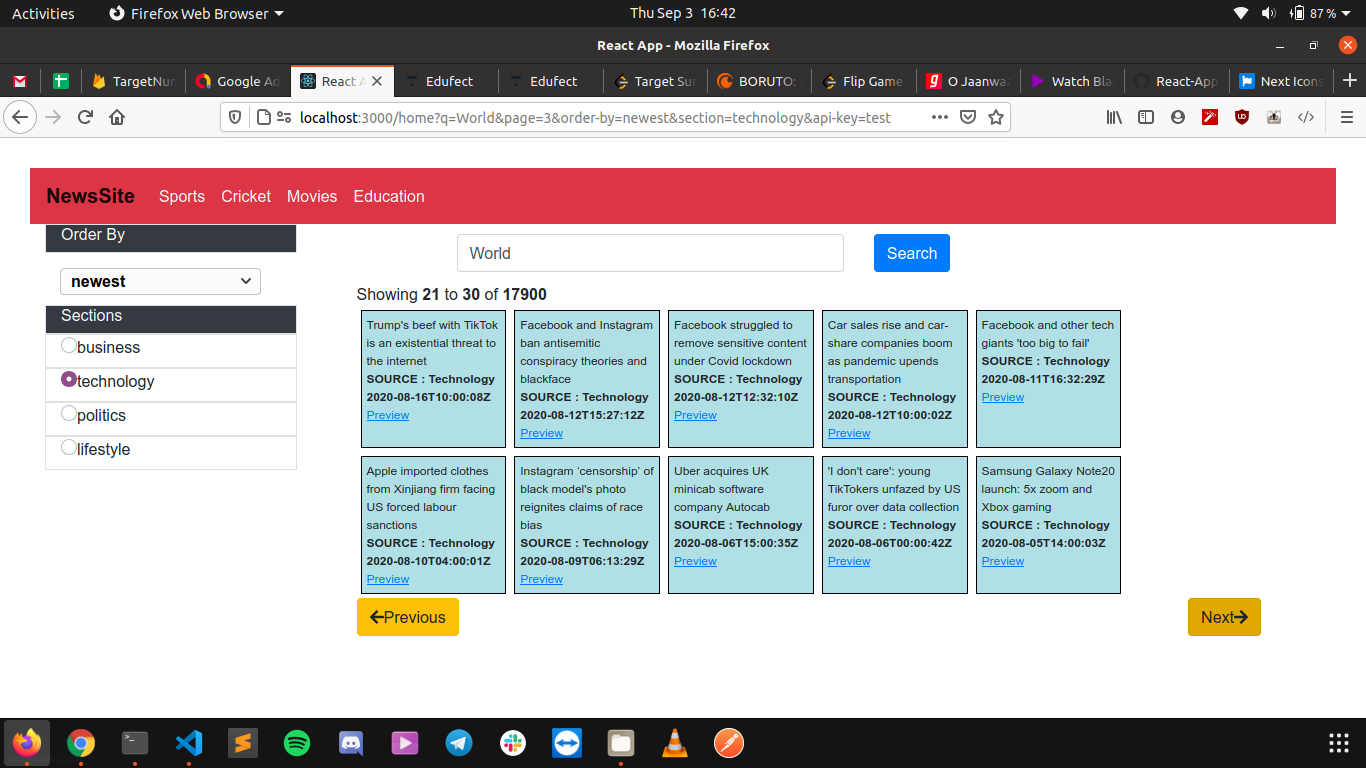 Activities Firefox Web Browser Thu Sep 3 16:42 87 %
React App - Mozilla Firefox
TargetNu Google Ad React A Edufect Edufect Target Su BORUTO: Flip Game O Jaanwa Watch Bla React-App Next Icons
localhost:3000/home?q=World&page=3&order-by=newest&section=technology&api-key=test
NewsSite Sports Cricket Movies Education
Order By
newest
Sections
business
technology
politics
lifestyle
World Search
Showing 21 to 30 of 17900
Trump's beef with TikTok
is an existential threat to
the internet
SOURCE : Technology
2020-08-16T10:00:08Z
Preview
Facebook and Instagram
ban antisemitic
conspiracy theories and
blackface
SOURCE : Technology
2020-08-12T15:27:12Z
Preview
Facebook struggled to
remove sensitive content
under Covid lockdown
SOURCE : Technology
2020-08-12T12:32:10Z
Preview
Car sales rise and car-
share companies boom
as pandemic upends
transportation
SOURCE : Technology
2020-08-12T10:00:02Z
Preview
Facebook and other tech
giants 'too big to fail'
SOURCE : Technology
2020-08-11T16:32:29Z
Preview
Apple imported clothes
from Xinjiang firm facing
US forced labour
sanctions
SOURCE : Technology
2020-08-10T04:00:01Z
Preview
Instagram ‘censorship’ of
black model's photo
reignites claims of race
bias
SOURCE : Technology
2020-08-09T06:13:29Z
Preview
Uber acquires UK
minicab software
company Autocab
SOURCE : Technology
2020-08-06T15:00:35Z
Preview
'I don't care': young
TikTokers unfazed by US
furor over data collection
SOURCE : Technology
2020-08-06T00:00:42Z
Preview
Samsung Galaxy Note20
launch: 5x zoom and
Xbox gaming
SOURCE : Technology
2020-08-05T14:00:03Z
Preview
Previous Next